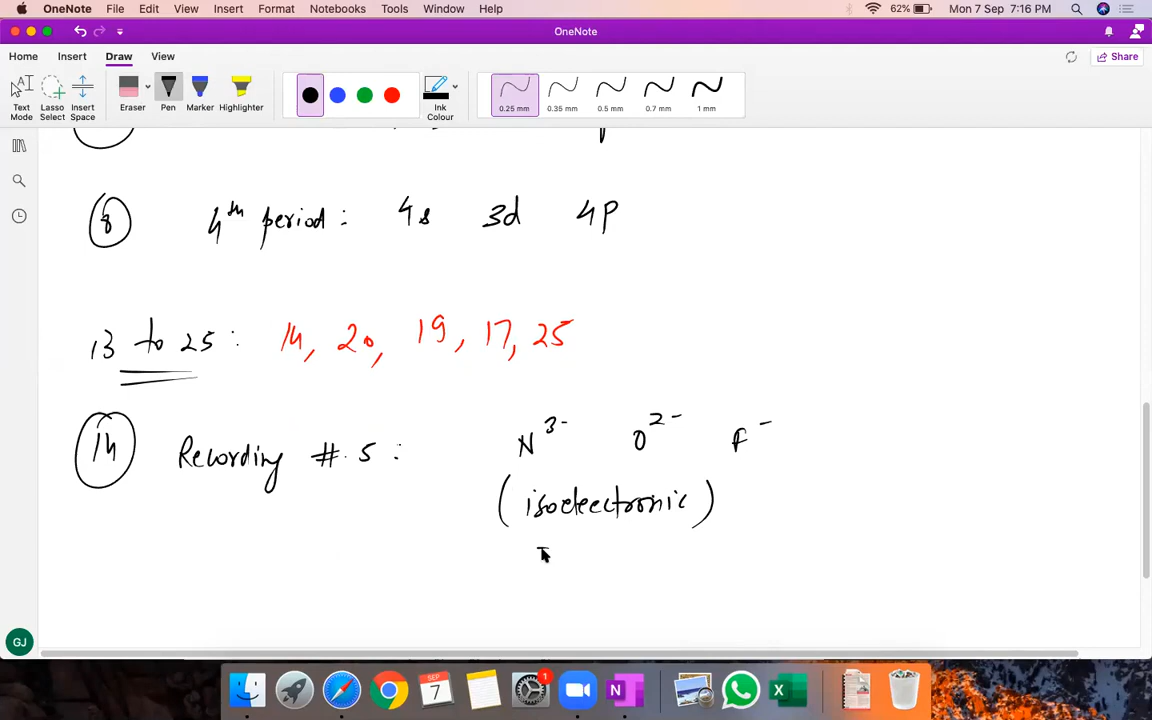 OneNote File Edit View Insert Format Notebooks Tools Window Help 62% Mon 7 Sep 7:16 PM
OneNote
Home Insert Draw View Share
Text Mode Lasso Select Insert Space Eraser Pen Marker Highlighter Ink Colour 0.25 mm 0.35 mm 0.5 mm 0.7 mm 1 mm
8 4th period : 4s 3d 4p
13 to 25 : 14, 20, 19, 17, 25
14 Recording # 5 : N³⁻ O²⁻ F⁻
(isoelectronic)
GJ
SEP 7 1 N X